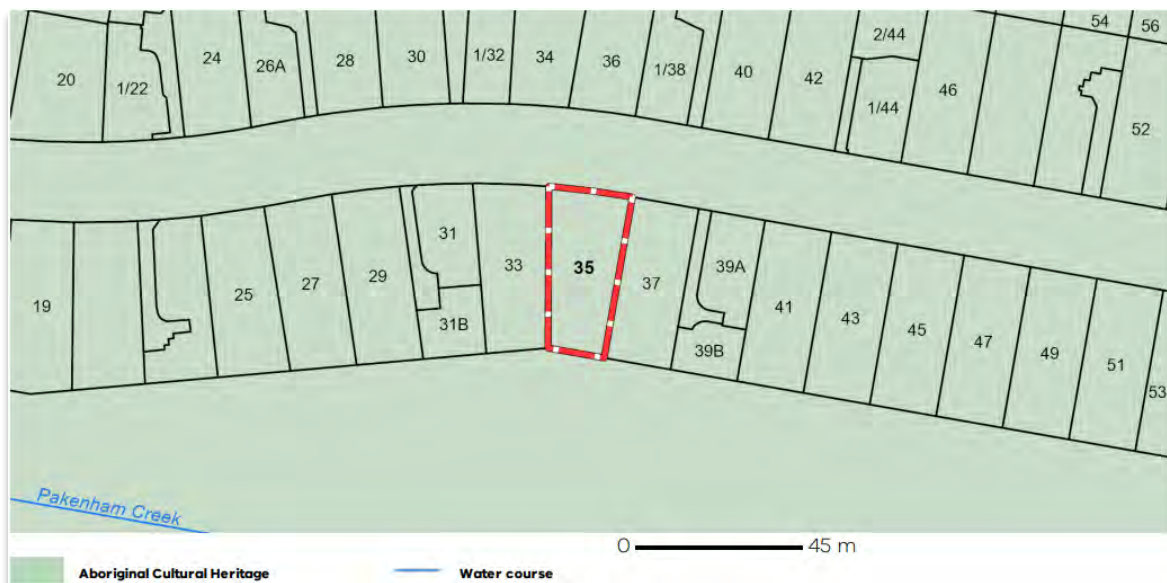 54 56
2/44
20 1/22 24 26A 28 30 1/32 34 36 1/38 40 42 1/44 46 52
19 25 27 29 31 31B 33 35 37 39A 39B 41 43 45 47 49 51 53
Pakenham Creek
0 45 m
Aboriginal Cultural Heritage Water course